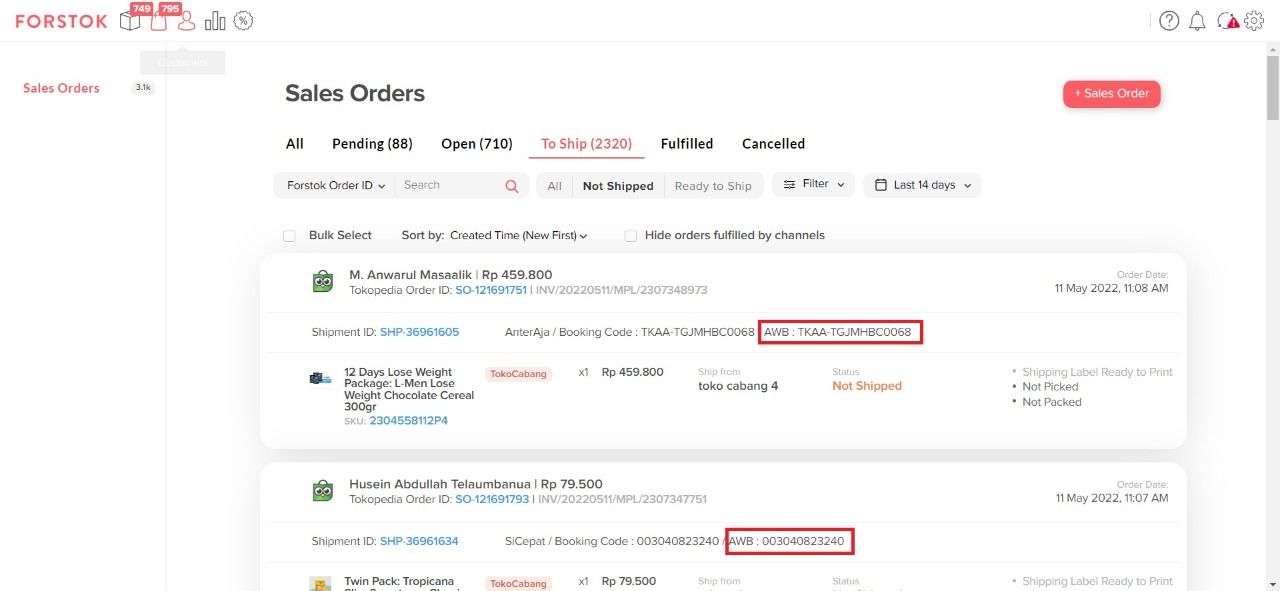 FORSTOK 749 795
Customers
Sales Orders 3.1k
Sales Orders
+ Sales Order
All Pending (88) Open (710) To Ship (2320) Fulfilled Cancelled
Forstok Order ID Search All Not Shipped Ready to Ship Filter Last 14 days
Bulk Select Sort by: Created Time (New First) Hide orders fulfilled by channels
M. Anwarul Masaalik | Rp 459.800
Order Date:
Tokopedia Order ID: SO-121691751 | INV/20220511/MPL/2307348973
11 May 2022, 11:08 AM
Shipment ID: SHP-36961605 AnterAja / Booking Code : TKAA-TGJMHBC0068 AWB : TKAA-TGJMHBC0068
12 Days Lose Weight
Package: L-Men Lose
Weight Chocolate Cereal
300gr
SKU: 2304558112P4
TokoCabang
x1 Rp 459.800
Ship from
toko cabang 4
Status
Not Shipped
• Shipping Label Ready to Print
• Not Picked
• Not Packed
Husein Abdullah Telaumbanua | Rp 79.500
Order Date:
Tokopedia Order ID: SO-121691793 | INV/20220511/MPL/2307347751
11 May 2022, 11:07 AM
Shipment ID: SHP-36961634 SiCepat / Booking Code : 003040823240 / AWB : 003040823240
Twin Pack: Tropicana
TokoCabang
x1 Rp 79.500
Ship from
Status
• Shipping Label Ready to Print